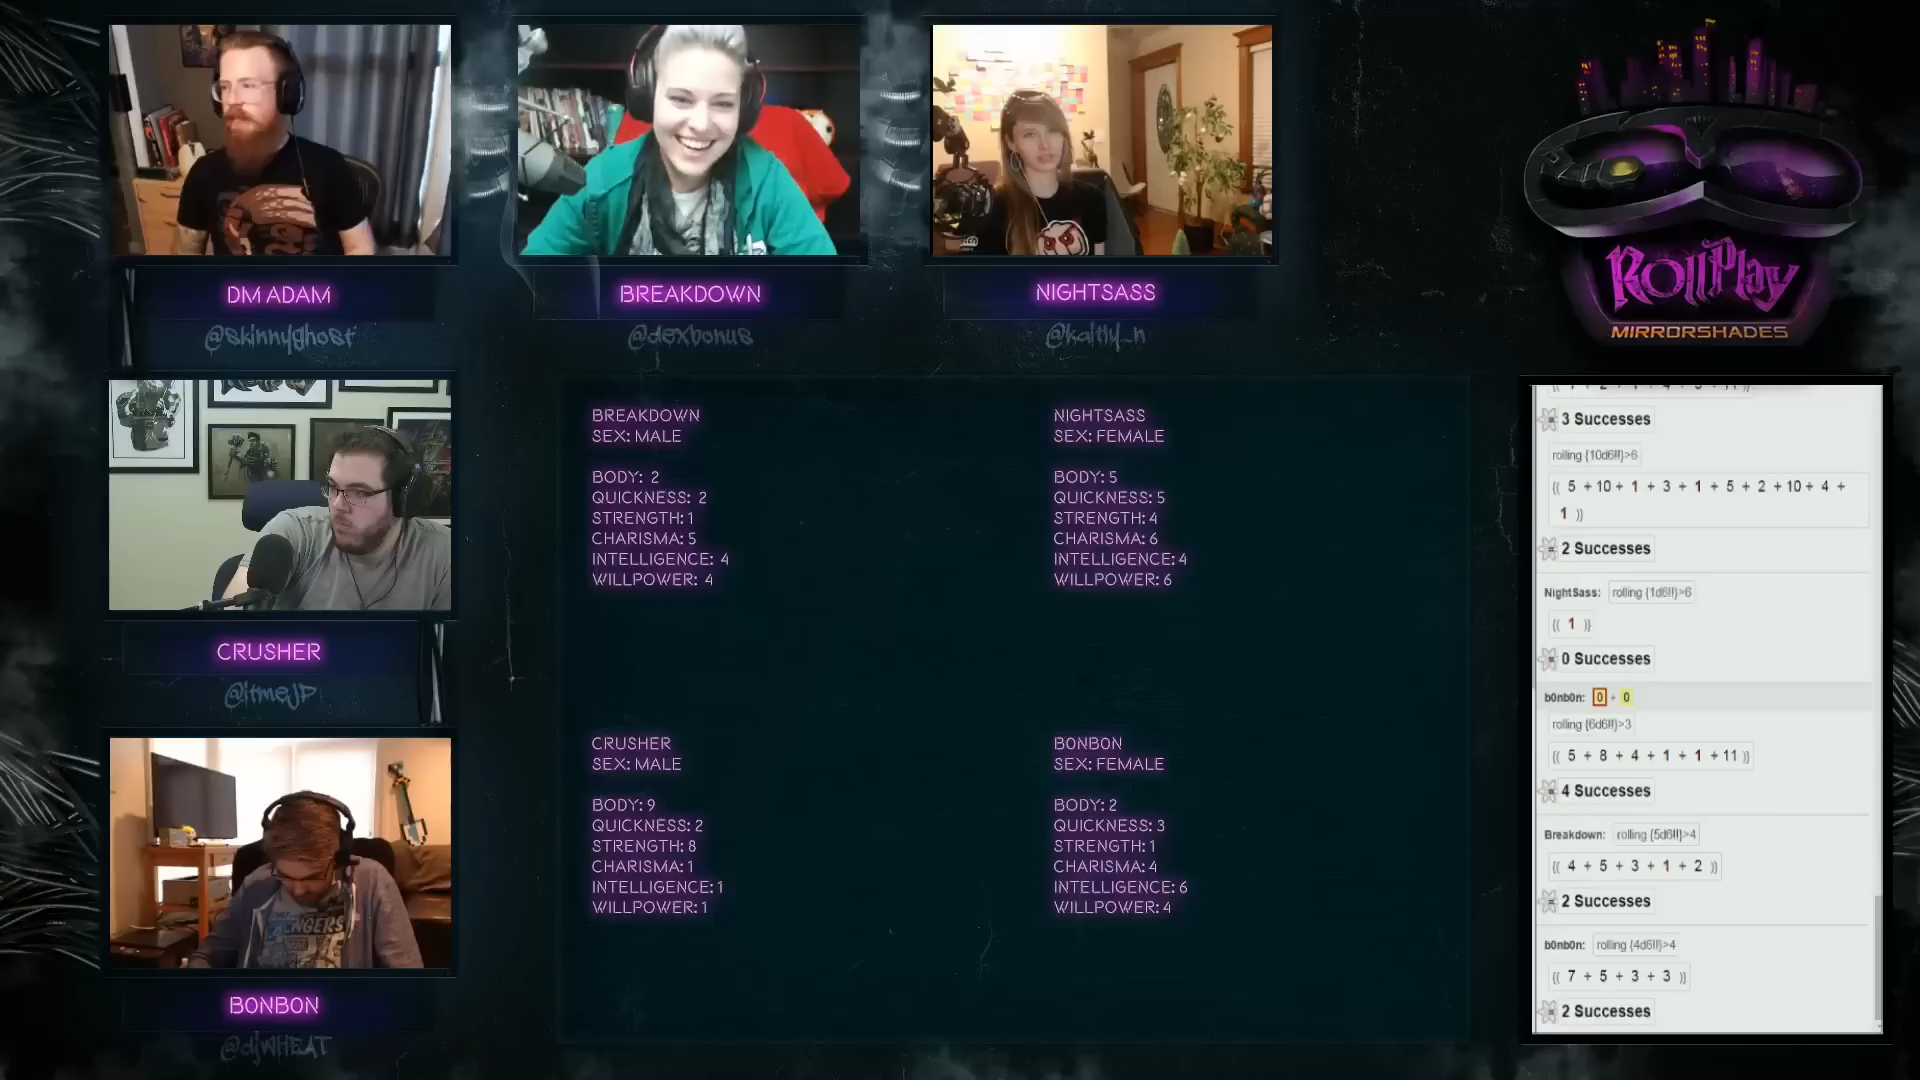 DM ADAM
@skinnyghost
BREAKDOWN
@dexbonus
NIGHTSASS
@kaitly_n
ROllPlay
MIRRORSHADES
CRUSHER
@itmeJP
AVENGERS
BONBON
@djWHEAT
BREAKDOWN
SEX: MALE
BODY: 2
QUICKNESS: 2
STRENGTH: 1
CHARISMA: 5
INTELLIGENCE: 4
WILLPOWER: 4
NIGHTSASS
SEX: FEMALE
BODY: 5
QUICKNESS: 5
STRENGTH: 4
CHARISMA: 6
INTELLIGENCE: 4
WILLPOWER: 6
CRUSHER
SEX: MALE
BODY: 9
QUICKNESS: 2
STRENGTH: 8
CHARISMA: 1
INTELLIGENCE: 1
WILLPOWER: 1
BONBON
SEX: FEMALE
BODY: 2
QUICKNESS: 3
STRENGTH: 1
CHARISMA: 4
INTELLIGENCE: 6
WILLPOWER: 4
3 Successes
rolling {10d6!!}>6
{( 5 + 10 + 1 + 3 + 1 + 5 + 2 + 10 + 4 +
1 )}
= 2 Successes
NightSass: rolling {1d6!!}>6
{( 1 )}
= 0 Successes
b0nb0n: 0 + 0
rolling {6d6!!}>3
{( 5 + 8 + 4 + 1 + 1 + 11 )}
= 4 Successes
Breakdown: rolling {5d6!!}>4
{( 4 + 5 + 3 + 1 + 2 )}
= 2 Successes
b0nb0n: rolling {4d6!!}>4
{( 7 + 5 + 3 + 3 )}
= 2 Successes